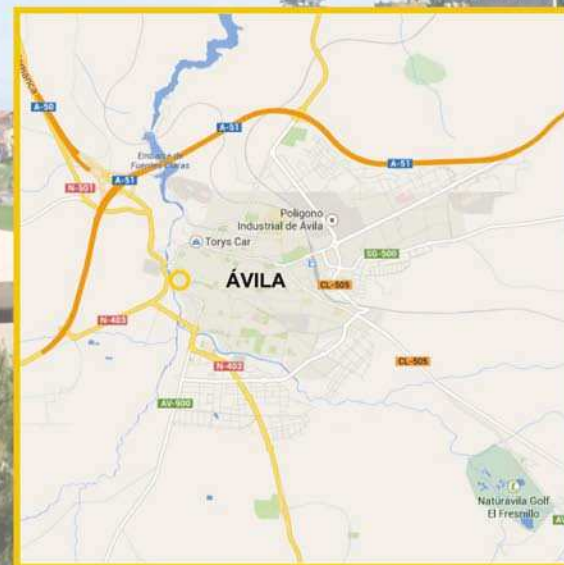 A-50
A-51
A-51
Embalse de
Fuentes Claras
N-501
A-51
Polígono
Industrial de Ávila
Torys Car
SG-500
ÁVILA
CL-505
N-403
N-403
CL-505
AV-900
Naturávila Golf
El Fresnillo